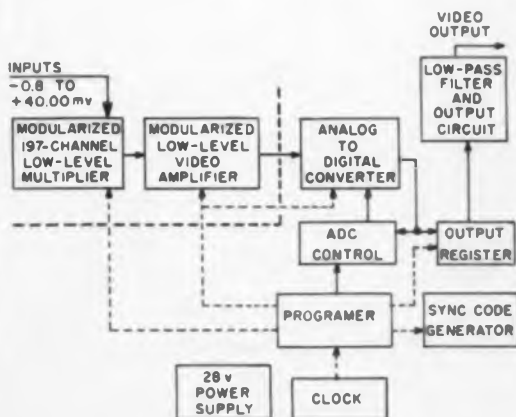 VIDEO
OUTPUT
INPUTS
-0.8 TO
+40.00 mv
MODULARIZED
197-CHANNEL
LOW-LEVEL
MULTIPLIER
MODULARIZED
LOW-LEVEL
VIDEO
AMPLIFIER
ANALOG
TO
DIGITAL
CONVERTER
LOW-PASS
FILTER
AND
OUTPUT
CIRCUIT
ADC
CONTROL
OUTPUT
REGISTER
PROGRAMER
SYNC CODE
GENERATOR
28 v
POWER
SUPPLY
CLOCK